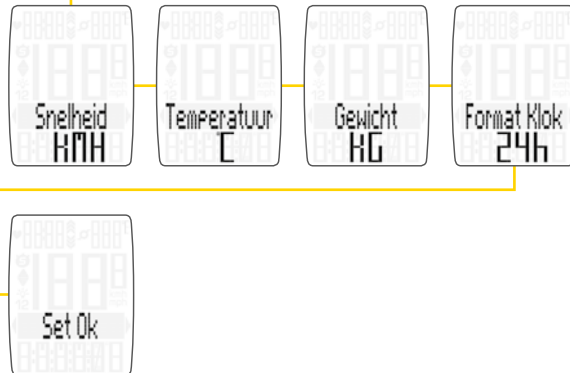 Snelheid
KMH
Temperatuur
C
Gewicht
KG
Format Klok
24h
Set Ok